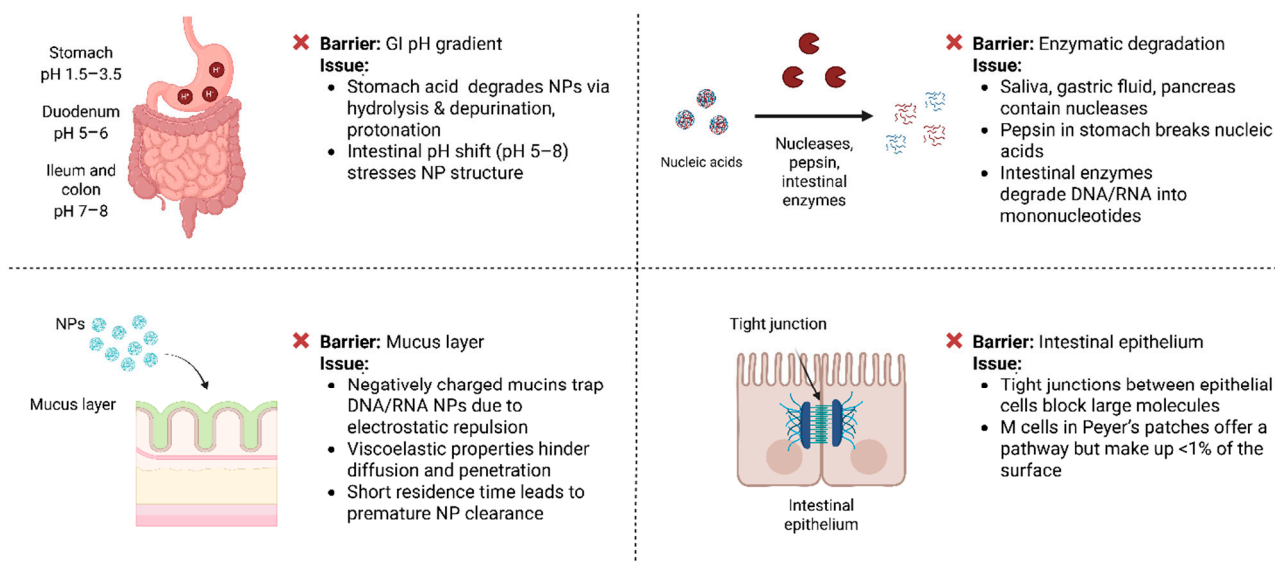 Stomach
pH 1.5–3.5
Duodenum
pH 5–6
Ileum and
colon
pH 7–8
H⁺
H⁺
H⁺
Barrier: GI pH gradient
Issue:
• Stomach acid degrades NPs via
hydrolysis & depurination,
protonation
• Intestinal pH shift (pH 5–8)
stresses NP structure
Nucleic acids
Nucleases,
pepsin,
intestinal
enzymes
Barrier: Enzymatic degradation
Issue:
• Saliva, gastric fluid, pancreas
contain nucleases
• Pepsin in stomach breaks nucleic
acids
• Intestinal enzymes
degrade DNA/RNA into
mononucleotides
NPs
Mucus layer
Barrier: Mucus layer
Issue:
• Negatively charged mucins trap
DNA/RNA NPs due to
electrostatic repulsion
• Viscoelastic properties hinder
diffusion and penetration
• Short residence time leads to
premature NP clearance
Tight junction
Intestinal
epithelium
Barrier: Intestinal epithelium
Issue:
• Tight junctions between epithelial
cells block large molecules
• M cells in Peyer's patches offer a
pathway but make up <1% of the
surface